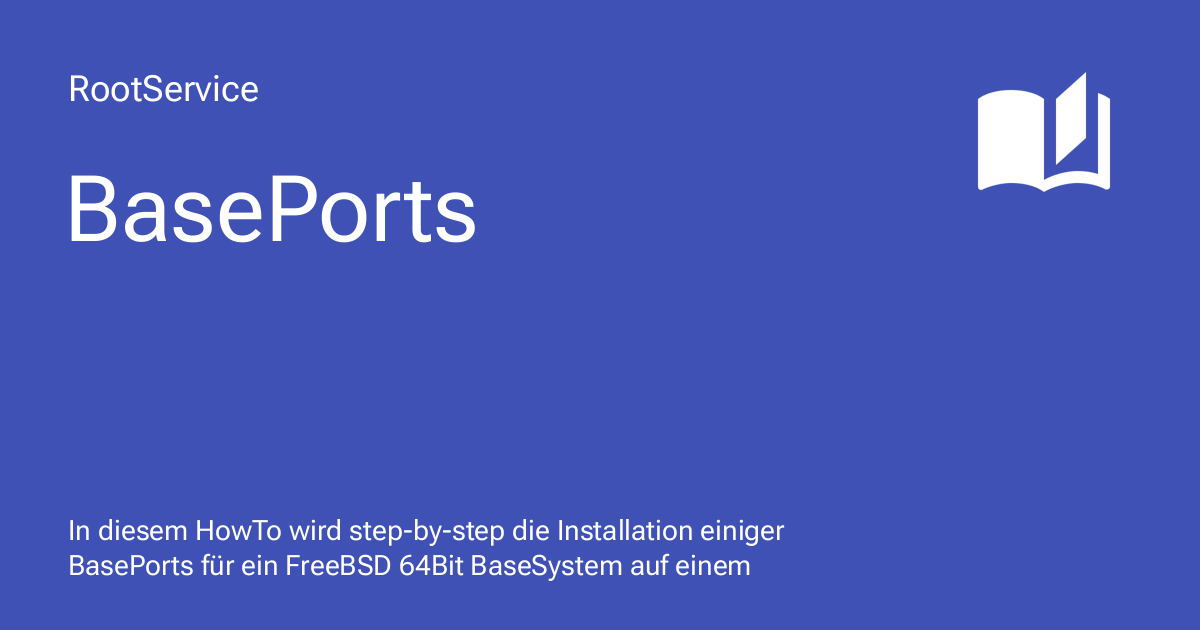 RootService
BasePorts
In diesem HowTo wird step-by-step die Installation einiger
BasePorts für ein FreeBSD 64Bit BaseSystem auf einem